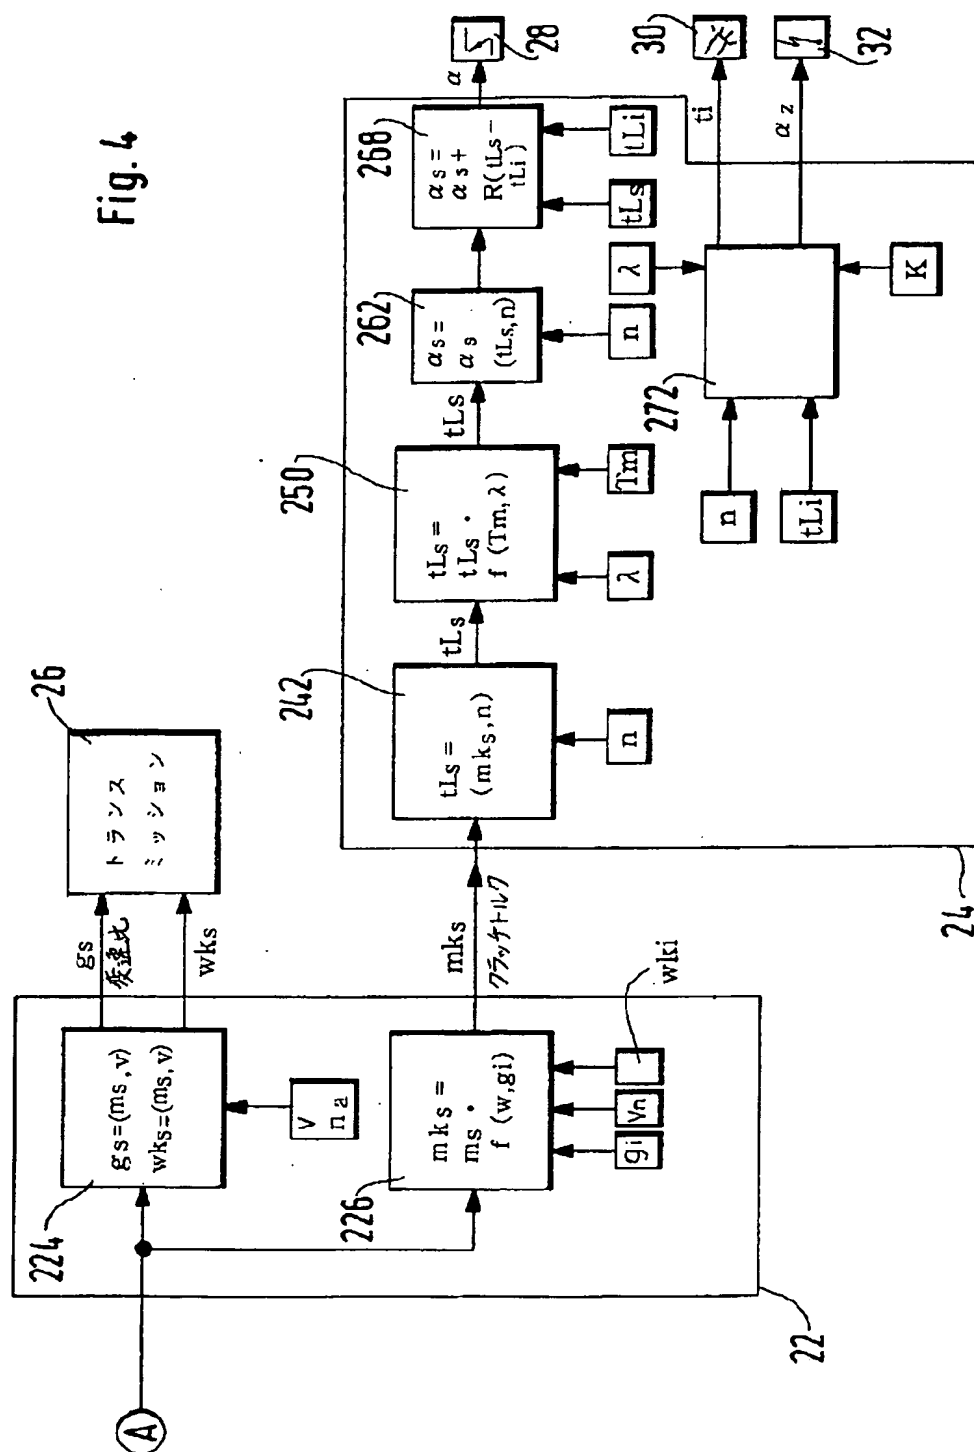 Fig. 4
A
22
224
gs=(ms,v)
wks=(ms,v)
v
na
gs
変速比
wks
26
トランス
ミッション
226
mks =
ms ·
f (w,gi)
gi
Vn
wki
mks
クラッチトルク
24
242
tLs =
(mks,n)
n
tLs
250
tLs =
tLs ·
f (Tm,λ)
λ
Tm
tLs
262
αs =
αs
(tLs,n)
n
268
αs =
αs +
R(tLs−
tLi)
tLs
tLi
α
28
272
n
tLi
λ
K
ti
30
αz
32